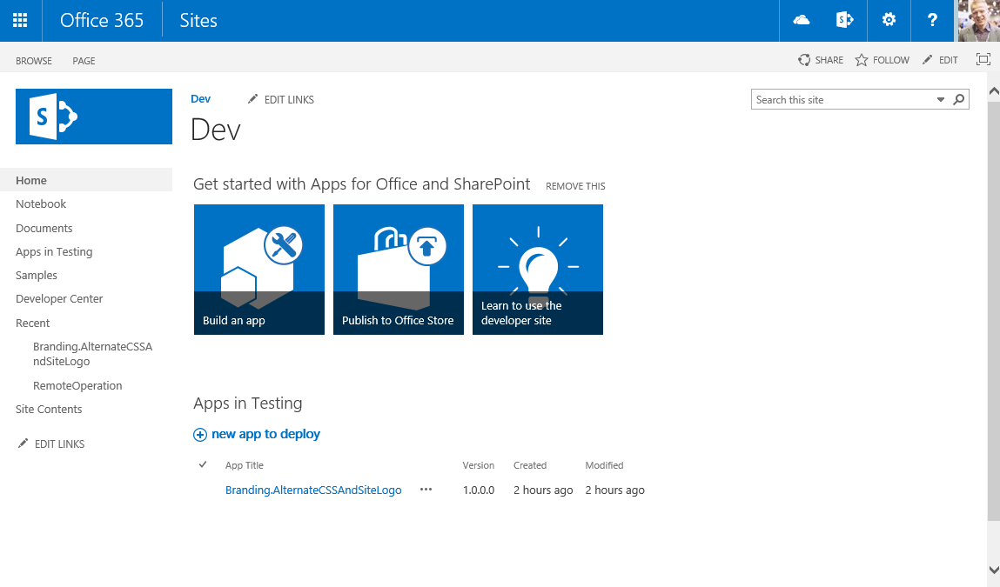 Office 365
Sites
?
BROWSE
PAGE
SHARE
FOLLOW
EDIT
S
Dev
EDIT LINKS
Search this site
Dev
Home
Notebook
Documents
Apps in Testing
Samples
Developer Center
Recent
Branding.AlternateCSSA
ndSiteLogo
RemoteOperation
Site Contents
EDIT LINKS
Get started with Apps for Office and SharePoint
REMOVE THIS
Build an app
Publish to Office Store
Learn to use the
developer site
Apps in Testing
new app to deploy
App Title Version Created Modified
Branding.AlternateCSSAndSiteLogo ... 1.0.0.0 2 hours ago 2 hours ago